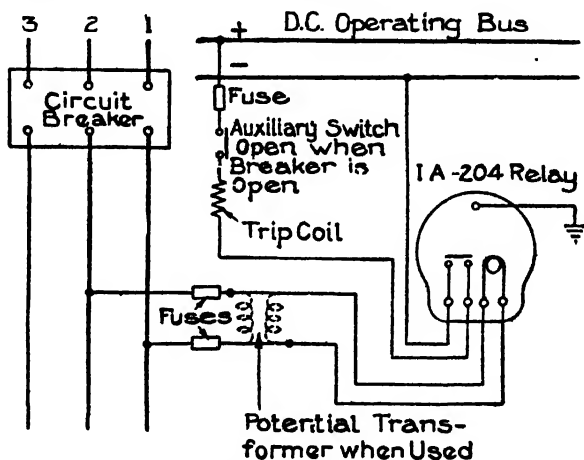 3 2 1
+ D.C. Operating Bus
-
Circuit
Breaker
Fuse
Auxiliary Switch
Open when
Breaker is
Open
Trip Coil
IA-204 Relay
Fuses
Potential Trans-
former when Used